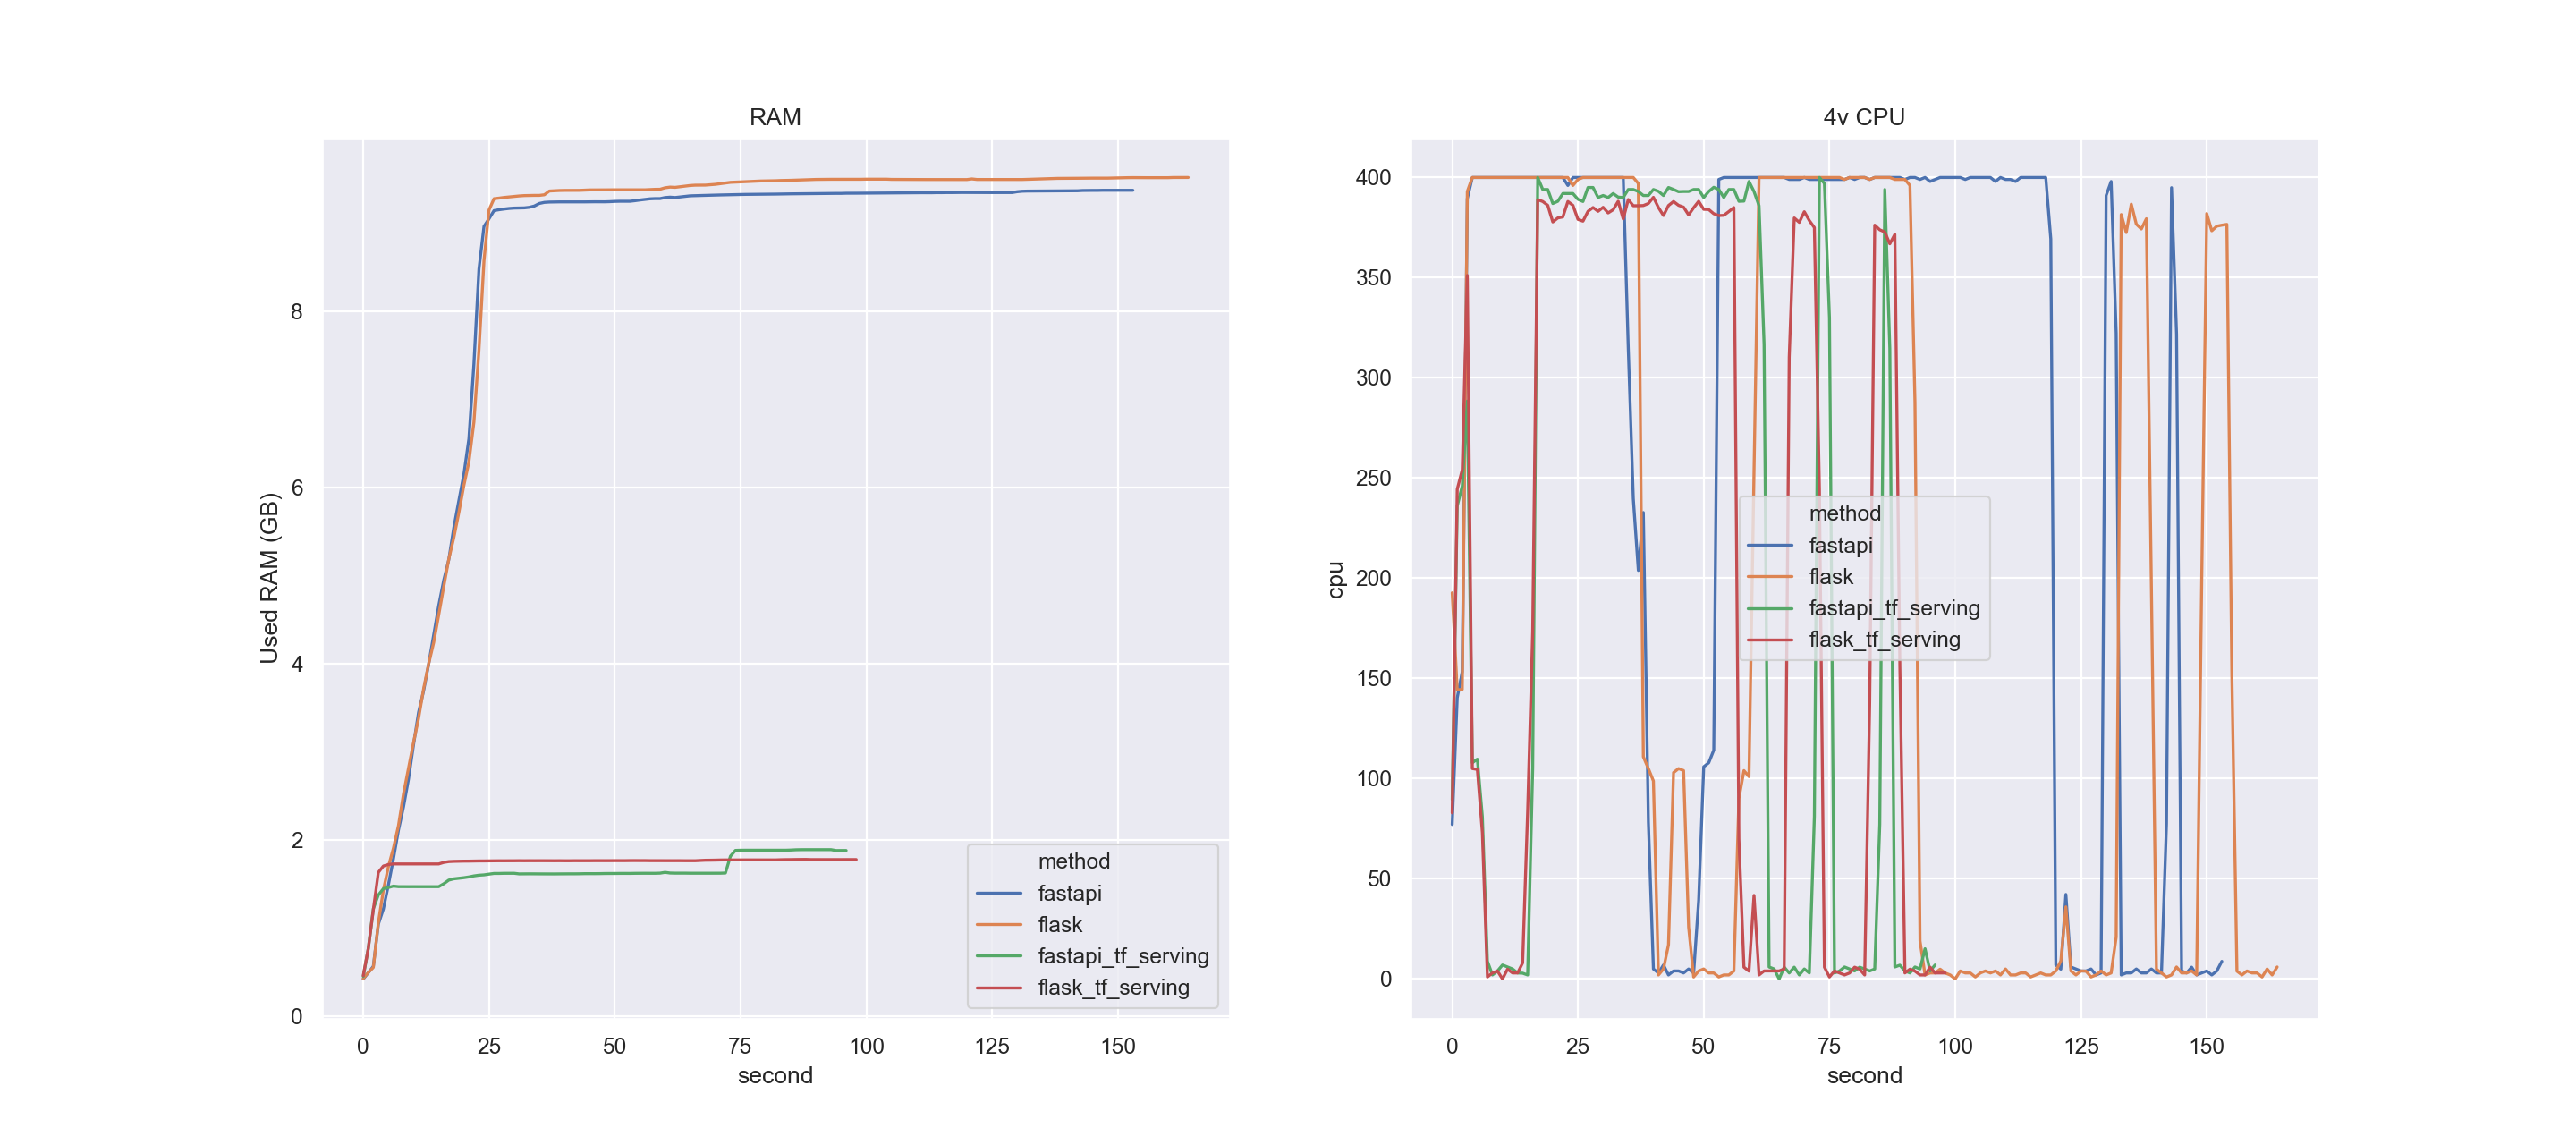 RAM
Used RAM (GB)
8
6
4
2
0
0 25 50 75 100 125 150
second
method
fastapi
flask
fastapi_tf_serving
flask_tf_serving
4v CPU
cpu
400
350
300
250
200
150
100
50
0
0 25 50 75 100 125 150
second
method
fastapi
flask
fastapi_tf_serving
flask_tf_serving